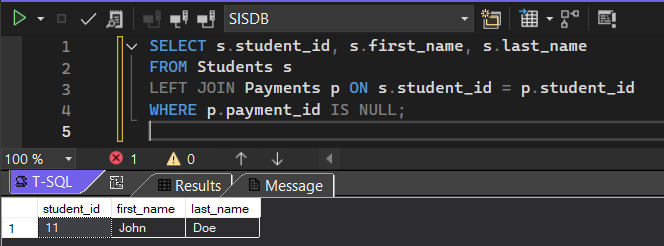 SISDB
1 SELECT s.student_id, s.first_name, s.last_name
2 FROM Students s
3 LEFT JOIN Payments p ON s.student_id = p.student_id
4 WHERE p.payment_id IS NULL;
5
100 % 1 0
T-SQL Results Message
student_id first_name last_name
1 11 John Doe